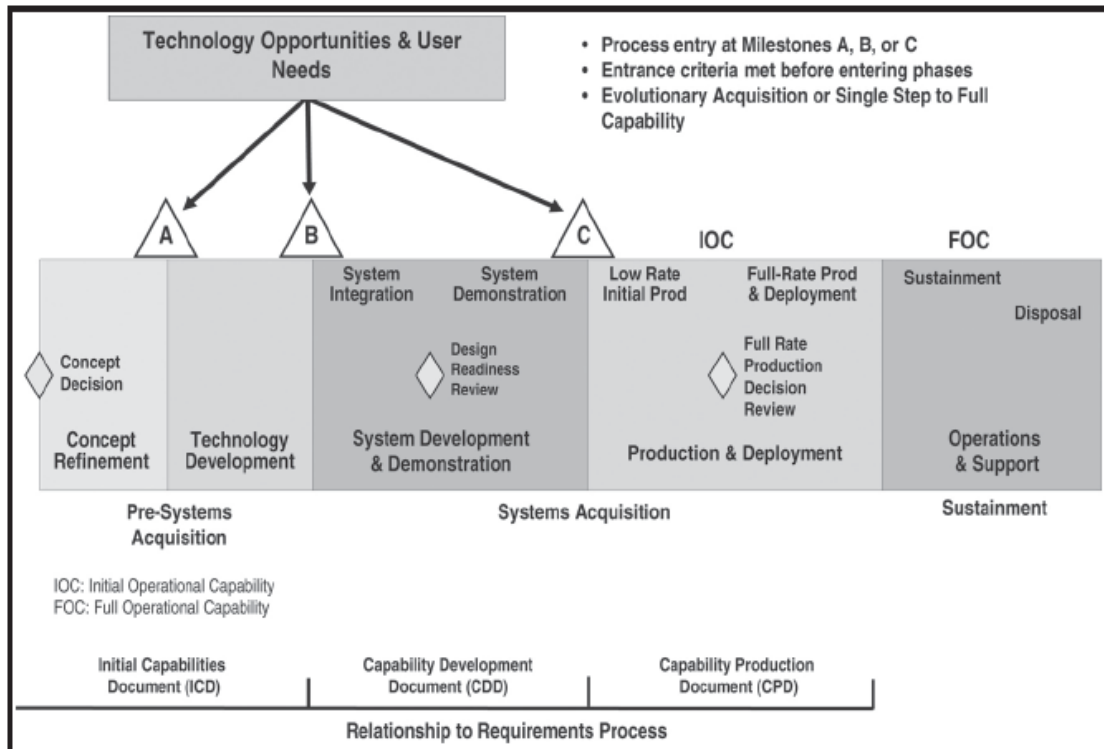 Technology Opportunities & User
Needs
• Process entry at Milestones A, B, or C
• Entrance criteria met before entering phases
• Evolutionary Acquisition or Single Step to Full
Capability
A
B
C
IOC
FOC
System
Integration
System
Demonstration
Low Rate
Initial Prod
Full-Rate Prod
& Deployment
Sustainment
Disposal
Concept
Decision
Design
Readiness
Review
Full Rate
Production
Decision
Review
Concept
Refinement
Technology
Development
System Development
& Demonstration
Production & Deployment
Operations
& Support
Pre-Systems
Acquisition
Systems Acquisition
Sustainment
IOC: Initial Operational Capability
FOC: Full Operational Capability
Initial Capabilities
Document (ICD)
Capability Development
Document (CDD)
Capability Production
Document (CPD)
Relationship to Requirements Process